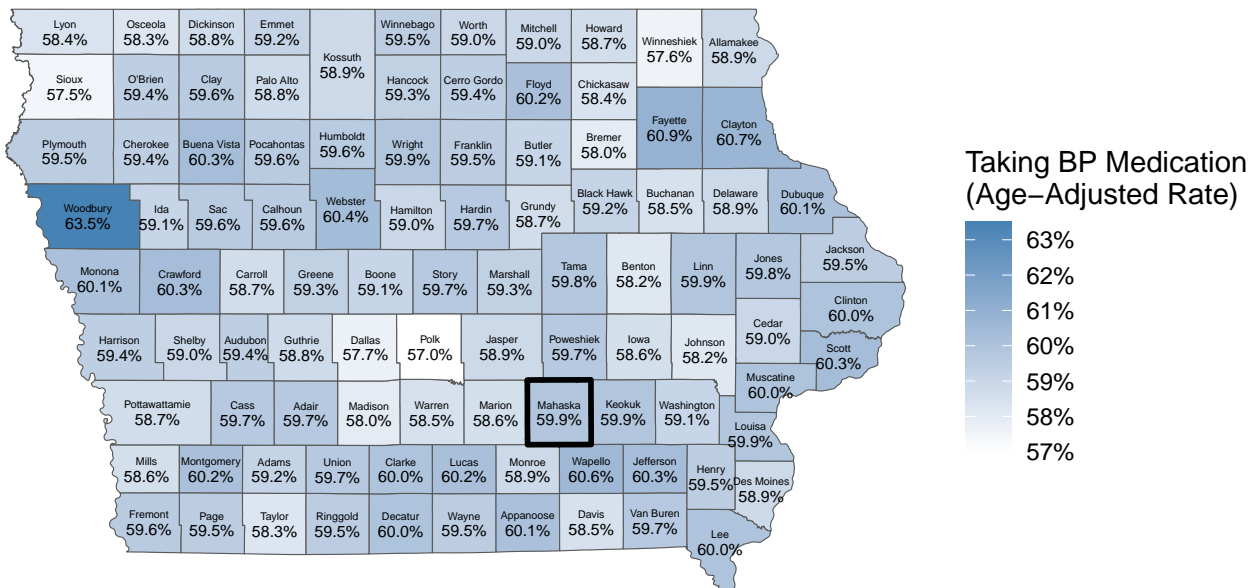 Lyon
58.4%
Osceola
58.3%
Dickinson
58.8%
Emmet
59.2%
Kossuth
58.9%
Winnebago
59.5%
Worth
59.0%
Mitchell
59.0%
Howard
58.7%
Winneshiek
57.6%
Allamakee
58.9%
Sioux
57.5%
O'Brien
59.4%
Clay
59.6%
Palo Alto
58.8%
Hancock
59.3%
Cerro Gordo
59.4%
Floyd
60.2%
Chickasaw
58.4%
Fayette
60.9%
Clayton
60.7%
Plymouth
59.5%
Cherokee
59.4%
Buena Vista
60.3%
Pocahontas
59.6%
Humboldt
59.6%
Wright
59.9%
Franklin
59.5%
Butler
59.1%
Bremer
58.0%
Woodbury
63.5%
Ida
59.1%
Sac
59.6%
Calhoun
59.6%
Webster
60.4%
Hamilton
59.0%
Hardin
59.7%
Grundy
58.7%
Black Hawk
59.2%
Buchanan
58.5%
Delaware
58.9%
Dubuque
60.1%
Monona
60.1%
Crawford
60.3%
Carroll
58.7%
Greene
59.3%
Boone
59.1%
Story
59.7%
Marshall
59.3%
Tama
59.8%
Benton
58.2%
Linn
59.9%
Jones
59.8%
Jackson
59.5%
Clinton
60.0%
Harrison
59.4%
Shelby
59.0%
Audubon
59.4%
Guthrie
58.8%
Dallas
57.7%
Polk
57.0%
Jasper
58.9%
Poweshiek
59.7%
Iowa
58.6%
Johnson
58.2%
Cedar
59.0%
Scott
60.3%
Muscatine
60.0%
Pottawattamie
58.7%
Cass
59.7%
Adair
59.7%
Madison
58.0%
Warren
58.5%
Marion
58.6%
Mahaska
59.9%
Keokuk
59.9%
Washington
59.1%
Louisa
59.9%
Mills
58.6%
Montgomery
60.2%
Adams
59.2%
Union
59.7%
Clarke
60.0%
Lucas
60.2%
Monroe
58.9%
Wapello
60.6%
Jefferson
60.3%
Henry
59.5%
Des Moines
58.9%
Fremont
59.6%
Page
59.5%
Taylor
58.3%
Ringgold
59.5%
Decatur
60.0%
Wayne
59.5%
Appanoose
60.1%
Davis
58.5%
Van Buren
59.7%
Lee
60.0%
Taking BP Medication
(Age−Adjusted Rate)
63%
62%
61%
60%
59%
58%
57%